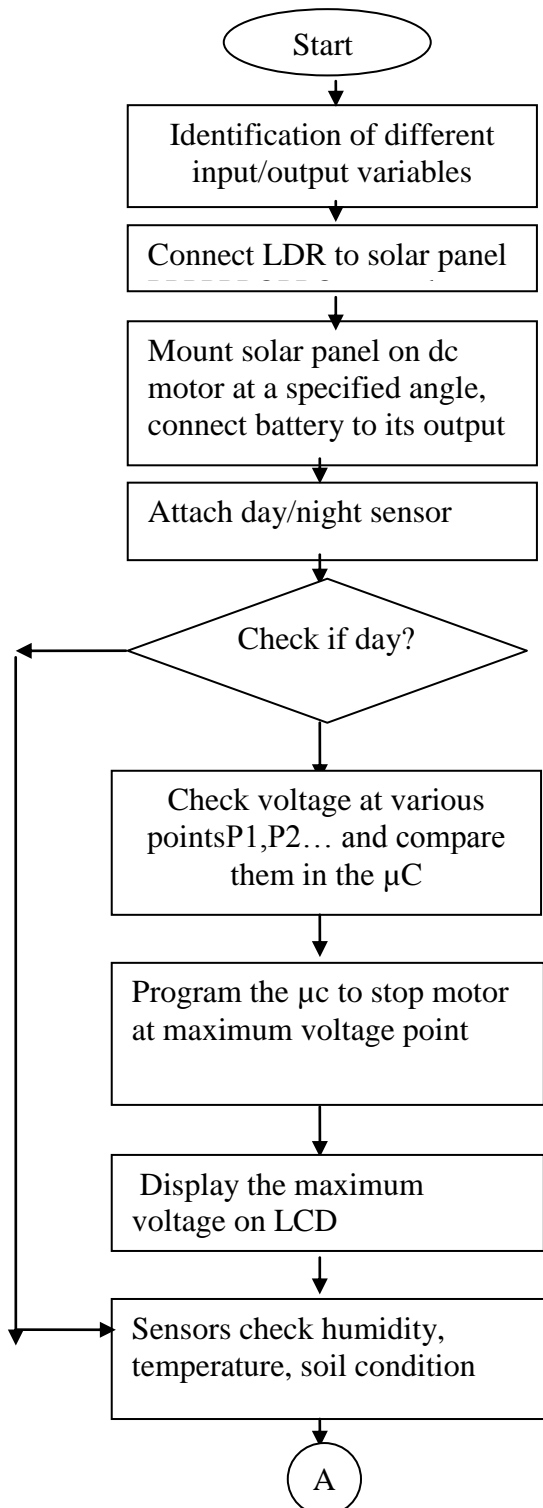 Start
Identification of different
input/output variables
Connect LDR to solar panel
Mount solar panel on dc
motor at a specified angle,
connect battery to its output
Attach day/night sensor
Check if day?
Check voltage at various
pointsP1,P2… and compare
them in the µC
Program the µc to stop motor
at maximum voltage point
Display the maximum
voltage on LCD
Sensors check humidity,
temperature, soil condition
A